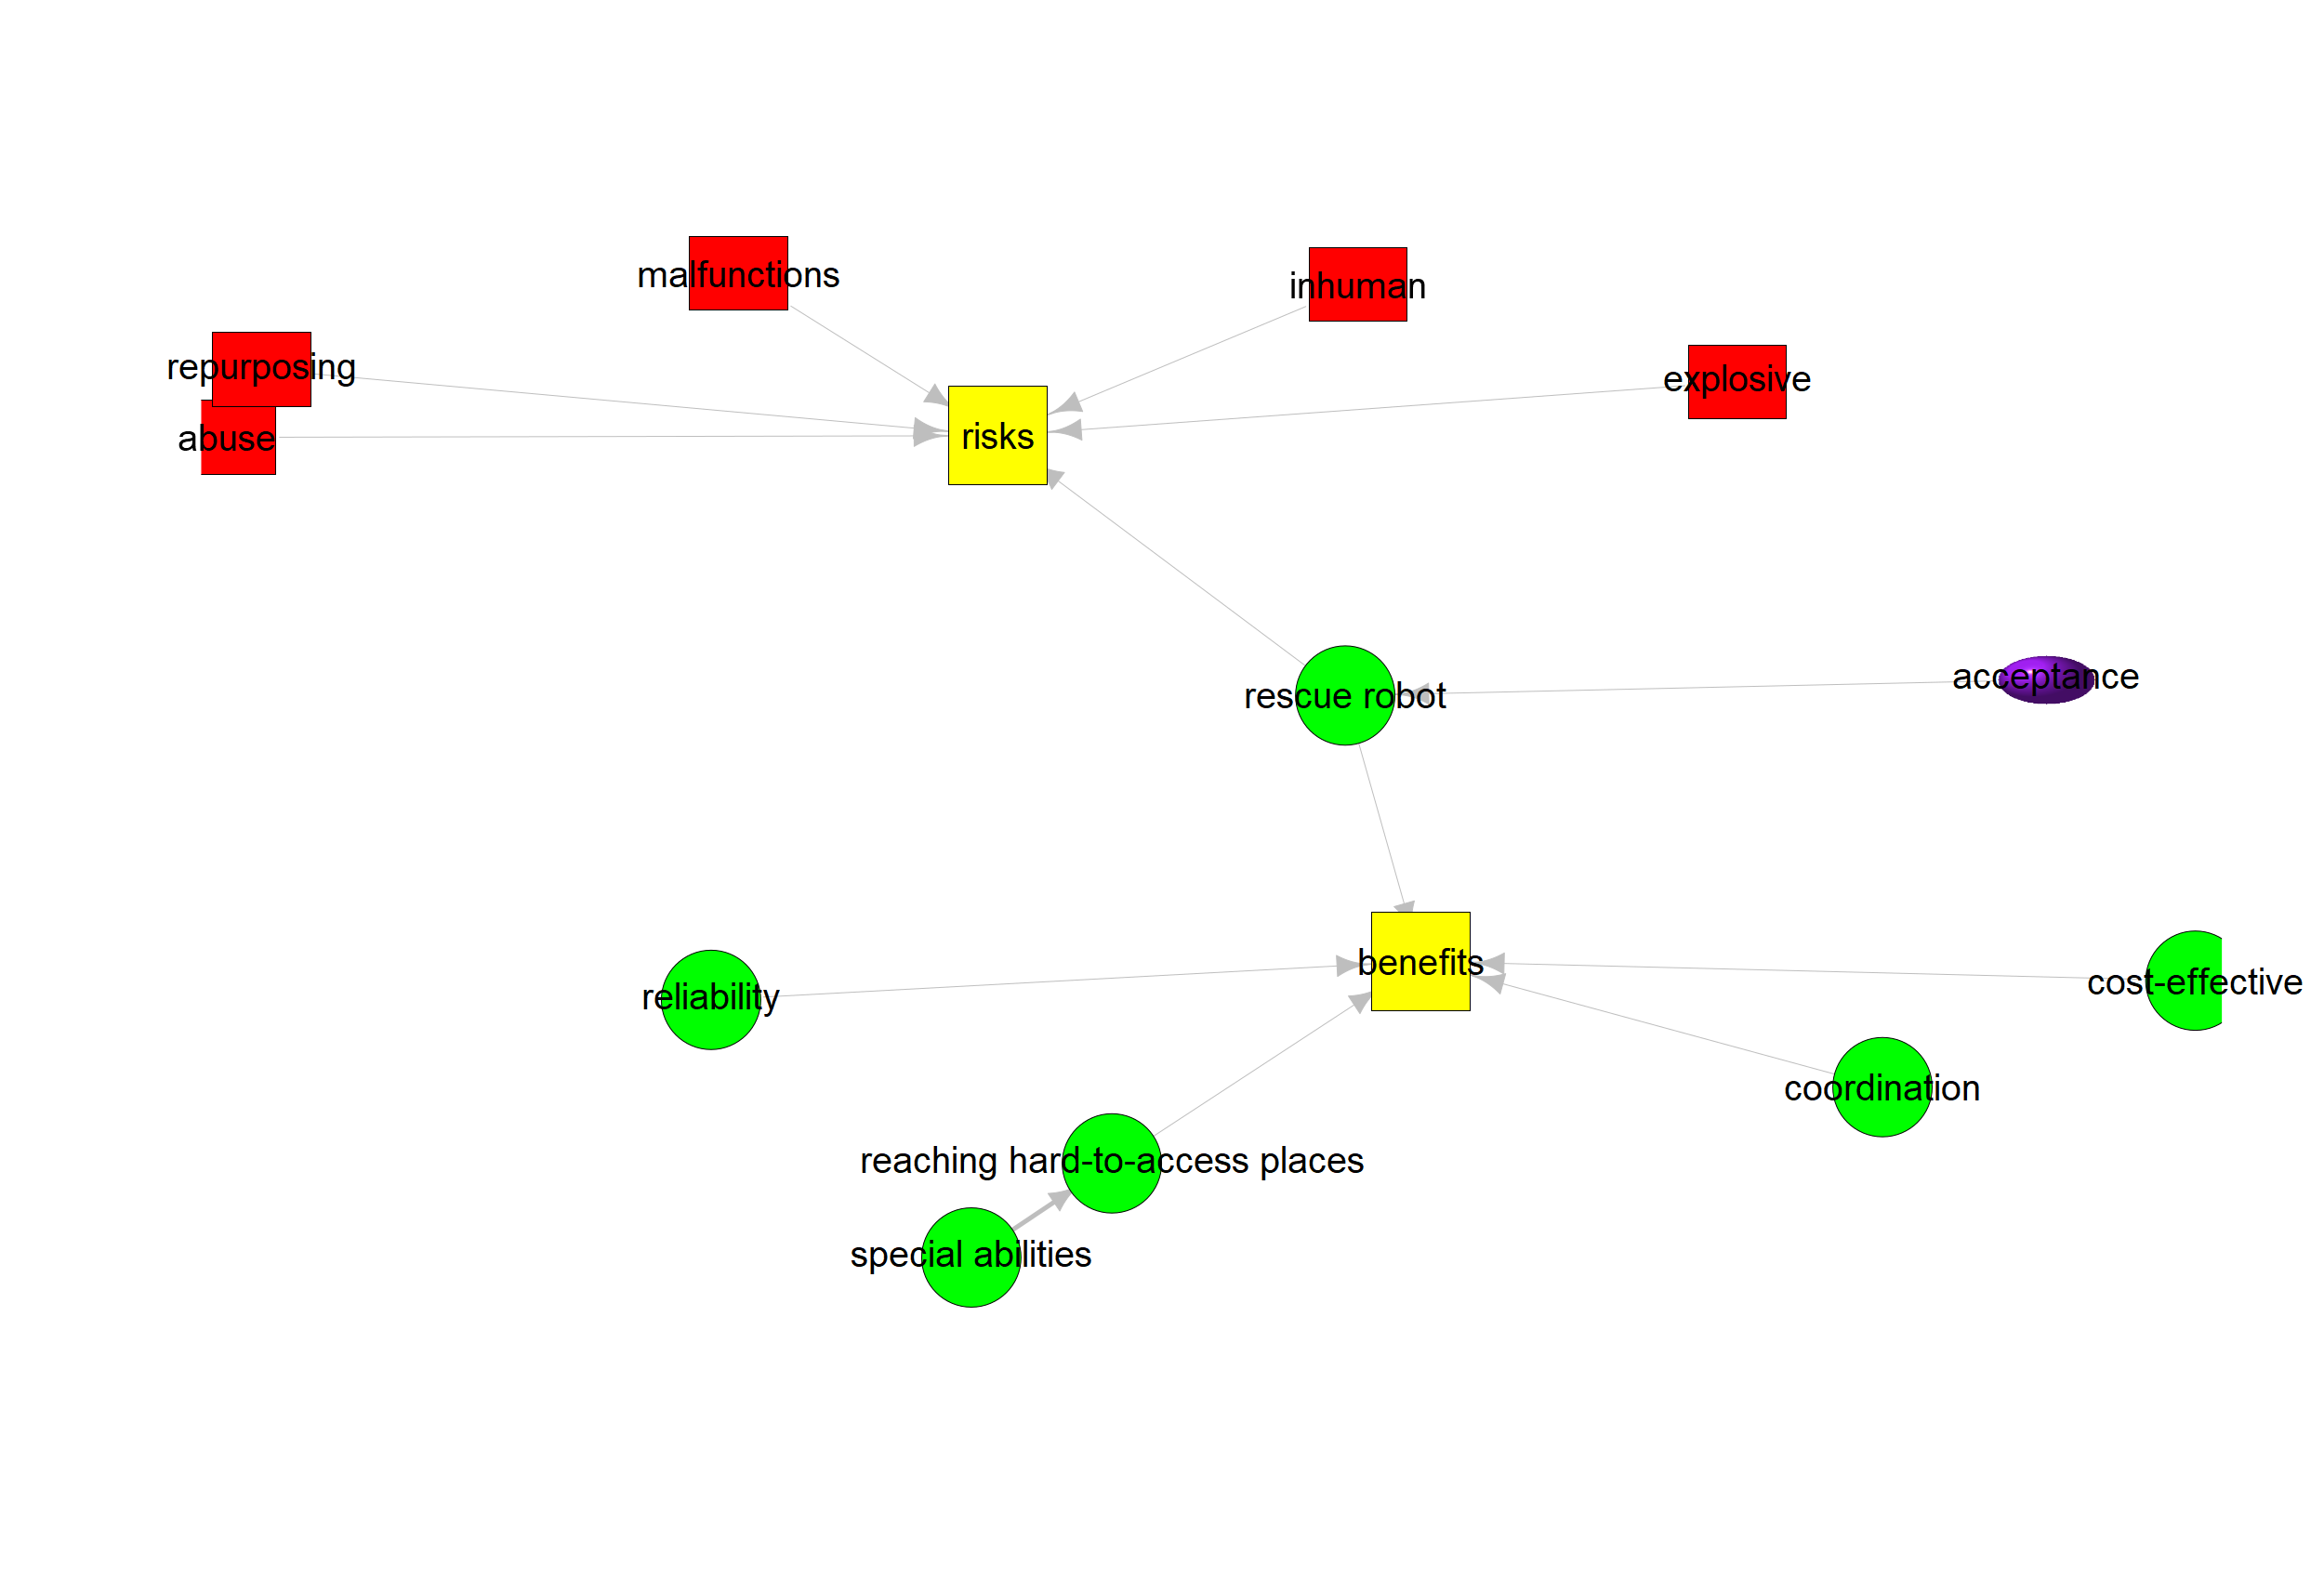 malfunctions
inhuman
repurposing
explosive
abuse
risks
acceptance
rescue robot
benefits
cost-effective
reliability
coordination
reaching hard-to-access places
special abilities